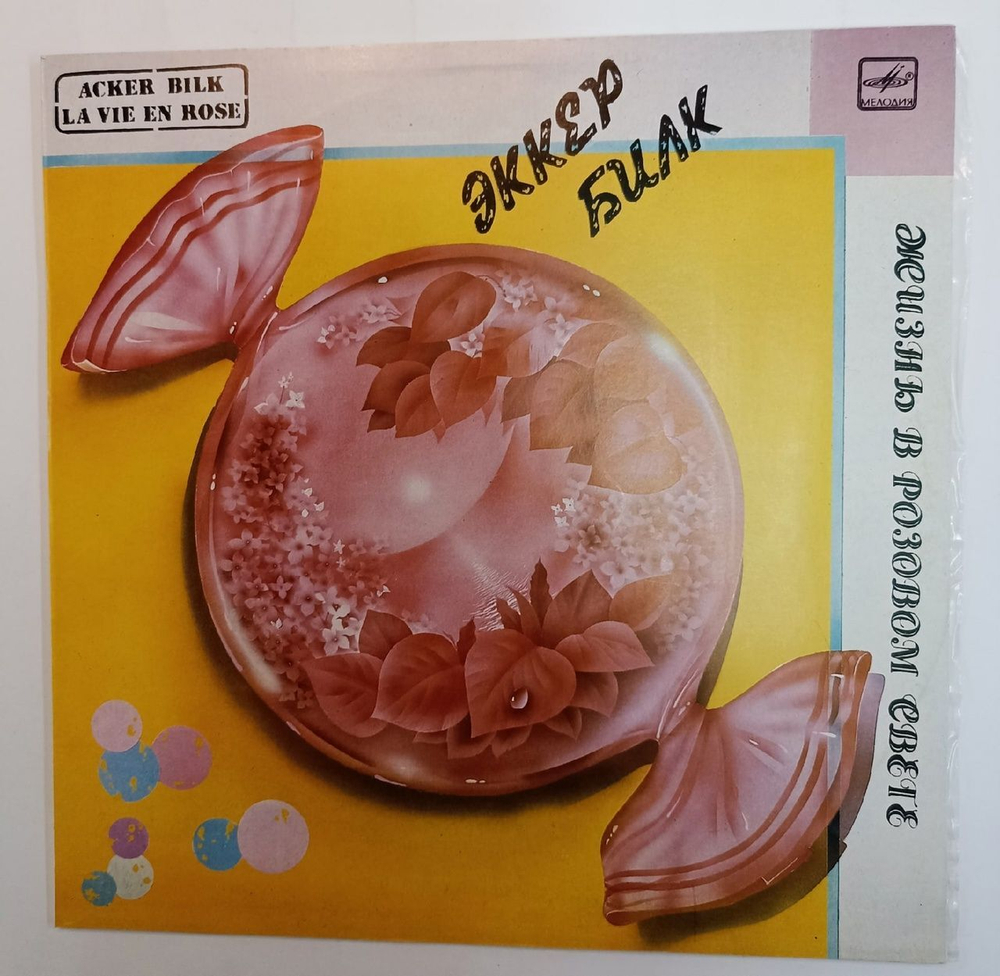 ACKER BILK
LA VIE EN ROSE
ЭККЕР
БИЛК
МЕЛОДИЯ
ЖИЗНЬ В РОЗОВОМ СВЕТЕ